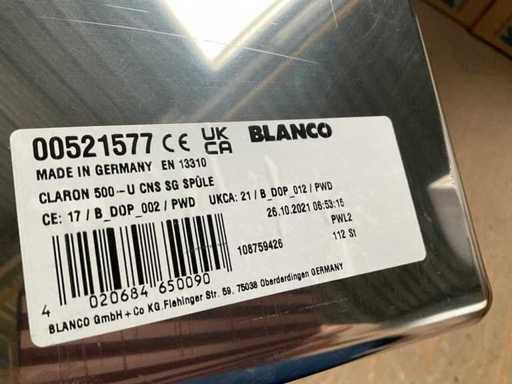 00521577 CE UK CA BLANCO
MADE IN GERMANY EN 13310
CLARON 500-U CNS SG SPÜLE
CE: 17 / B_DOP_002 / PWD UKCA: 21 / B_DOP_012 / PWD
26.10.2021 06:53:15
PWL2
108759426 112 St
4 020684 650090
BLANCO GmbH + Co KG.Flehinger Str. 59. 75038 Oberderdingen GERMANY